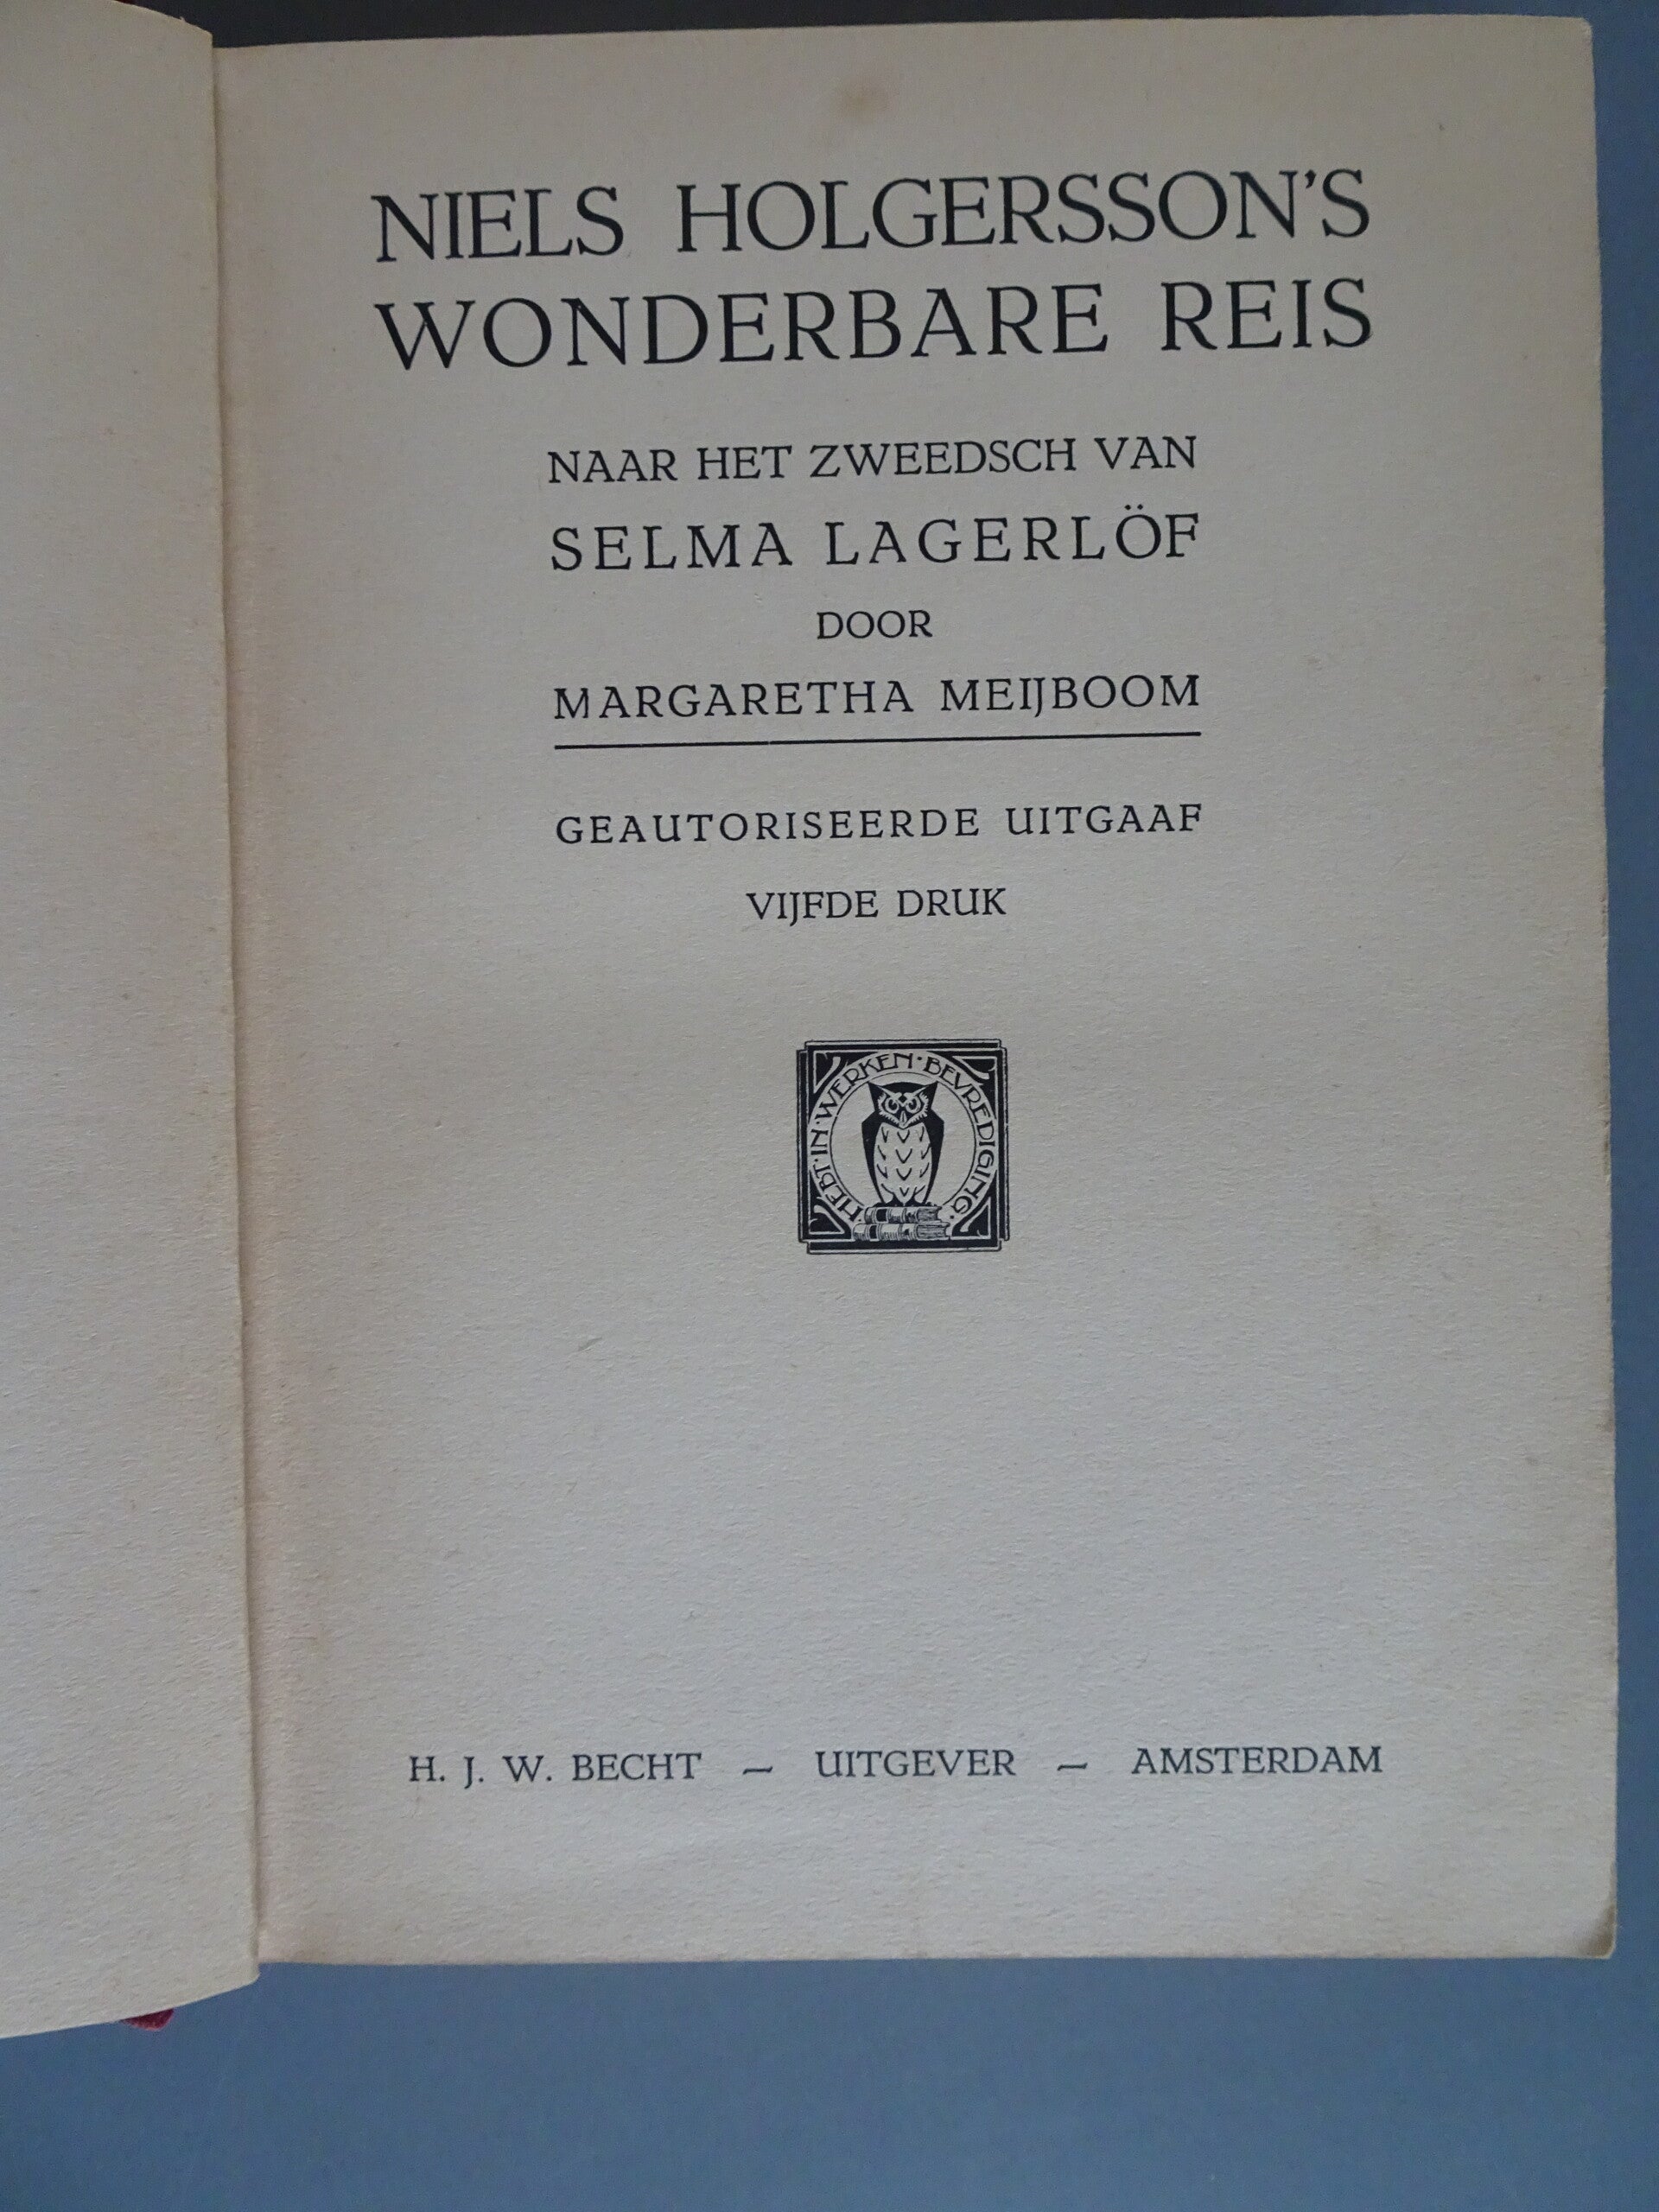 NIELS HOLGERSSON'S
WONDERBARE REIS
NAAR HET ZWEEDSCH VAN
SELMA LAGERLÖF
DOOR
MARGARETHA MEIJBOOM
GEAUTORISEERDE UITGAAF
VIJFDE DRUK
·HEBT·IN·WERKEN·BEVREDIGING·
H. J. W. BECHT — UITGEVER — AMSTERDAM